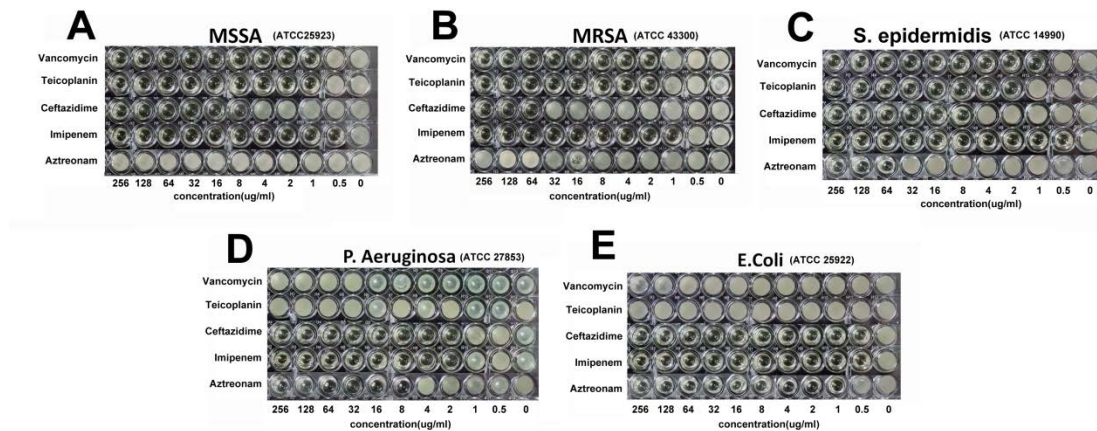 A
MSSA (ATCC25923)
Vancomycin
Teicoplanin
Ceftazidime
Imipenem
Aztreonam
256 128 64 32 16 8 4 2 1 0.5 0
concentration(ug/ml)
B
MRSA (ATCC 43300)
Vancomycin
Teicoplanin
Ceftazidime
Imipenem
Aztreonam
256 128 64 32 16 8 4 2 1 0.5 0
concentration(ug/ml)
C
S. epidermidis (ATCC 14990)
Vancomycin
Teicoplanin
Ceftazidime
Imipenem
Aztreonam
256 128 64 32 16 8 4 2 1 0.5 0
concentration(ug/ml)
D
P. Aeruginosa (ATCC 27853)
Vancomycin
Teicoplanin
Ceftazidime
Imipenem
Aztreonam
256 128 64 32 16 8 4 2 1 0.5 0
concentration(ug/ml)
E
E.Coli (ATCC 25922)
Vancomycin
Teicoplanin
Ceftazidime
Imipenem
Aztreonam
256 128 64 32 16 8 4 2 1 0.5 0
concentration(ug/ml)